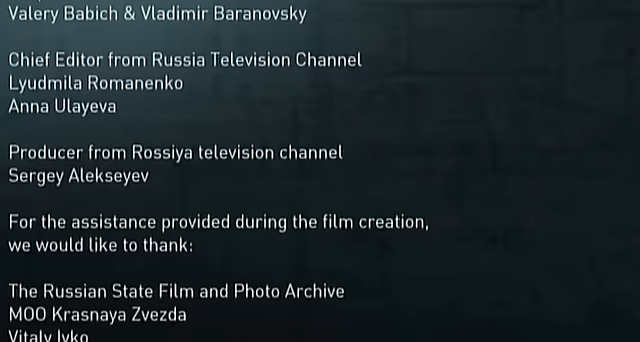 Valery Babich & Vladimir Baranovsky
Chief Editor from Russia Television Channel
Lyudmila Romanenko
Anna Ulayeva
Producer from Rossiya television channel
Sergey Alekseyev
For the assistance provided during the film creation,
we would like to thank:
The Russian State Film and Photo Archive
MOO Krasnaya Zvezda
Vitaly Ivko